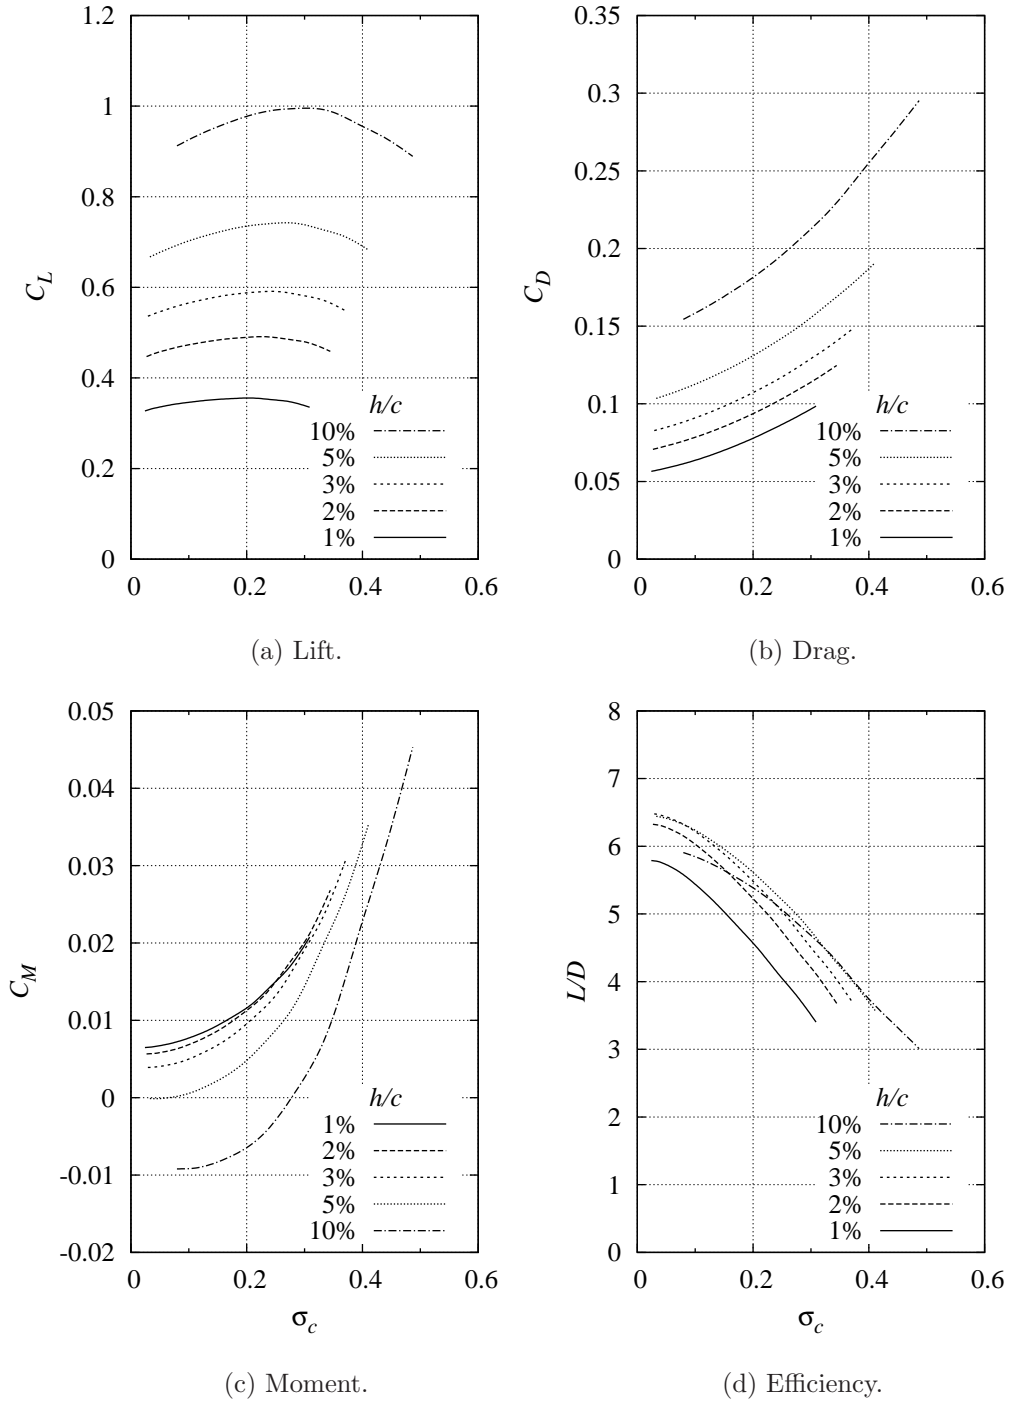 1.2
1
0.8
0.6
0.4
0.2
0
C_L
h/c
10%
5%
3%
2%
1%
0 0.2 0.4 0.6
(a) Lift.
0.35
0.3
0.25
0.2
0.15
0.1
0.05
0
C_D
h/c
10%
5%
3%
2%
1%
0 0.2 0.4 0.6
(b) Drag.
0.05
0.04
0.03
0.02
0.01
0
-0.01
-0.02
C_M
h/c
1%
2%
3%
5%
10%
0 0.2 0.4 0.6
σ_c
(c) Moment.
8
7
6
5
4
3
2
1
0
L/D
h/c
10%
5%
3%
2%
1%
0 0.2 0.4 0.6
σ_c
(d) Efficiency.